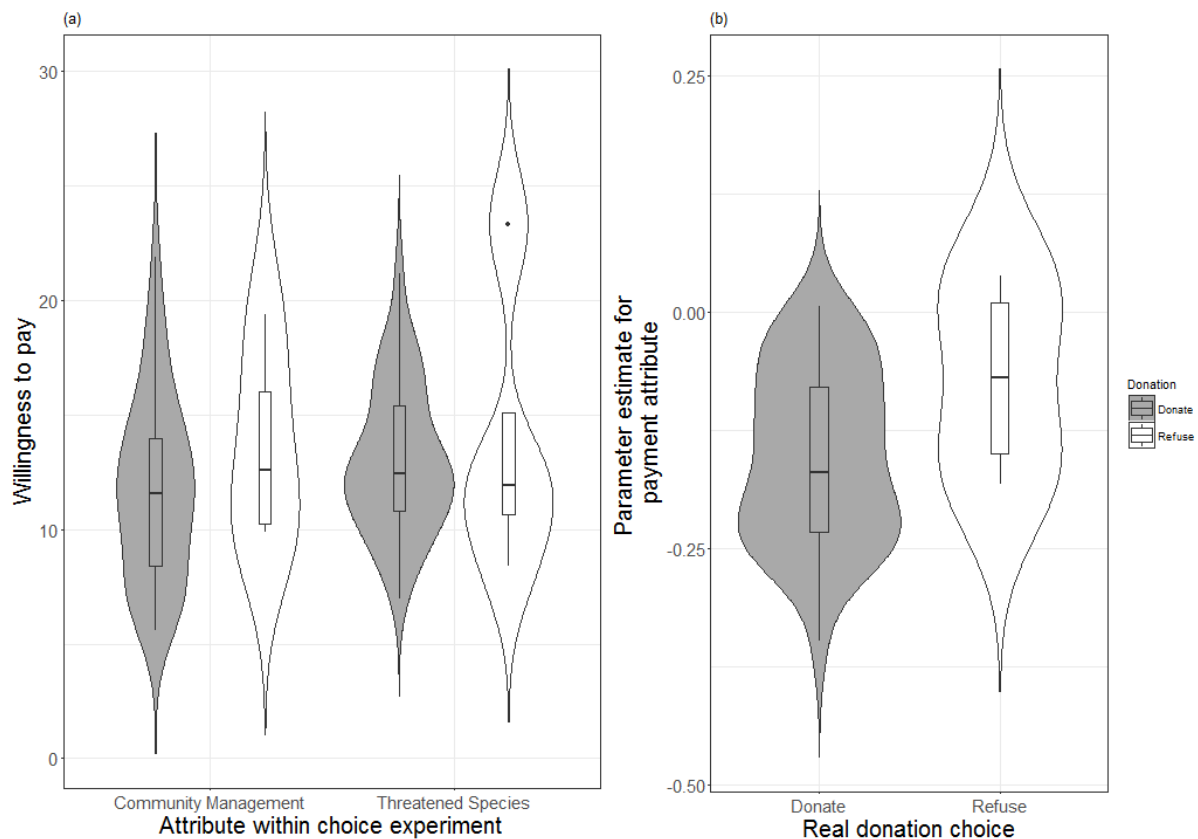 (a)
30
20
10
0
Willingness to pay
Community Management
Threatened Species
Attribute within choice experiment
(b)
0.25
0.00
-0.25
-0.50
Parameter estimate for
payment attribute
Donate
Refuse
Real donation choice
Donation
Donate
Refuse